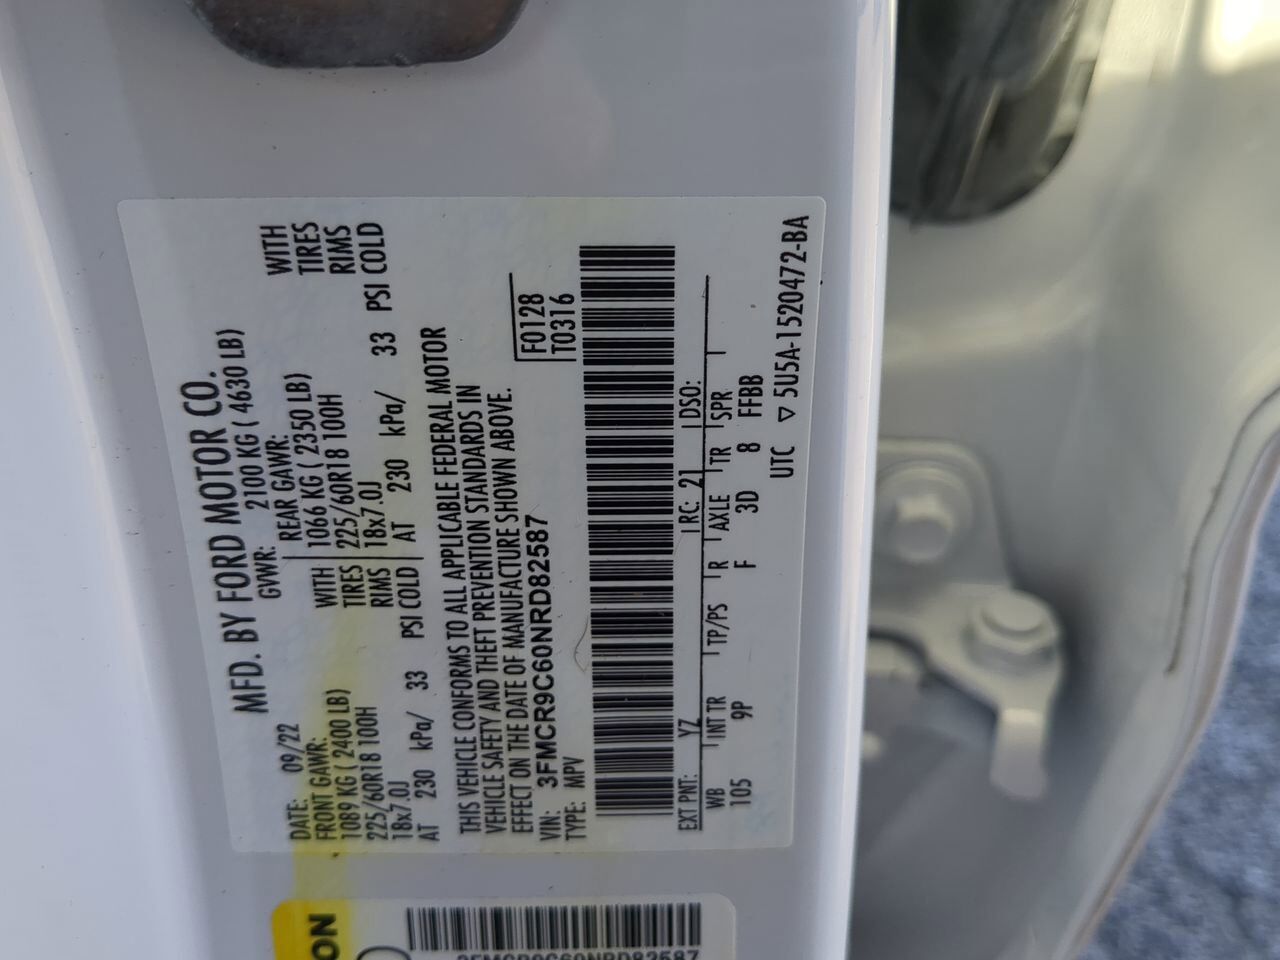 MFD. BY FORD MOTOR CO.
DATE: 09/22 GVWR: 2100 KG ( 4630 LB)
FRONT GAWR: REAR GAWR:
1089 KG ( 2400 LB) WITH 1066 KG ( 2350 LB) WITH
225/60R18 100H TIRES 225/60R18 100H TIRES
18x7.0J RIMS 18x7.0J RIMS
AT 230 kPa/ 33 PSI COLD AT 230 kPa/ 33 PSI COLD
THIS VEHICLE CONFORMS TO ALL APPLICABLE FEDERAL MOTOR
VEHICLE SAFETY AND THEFT PREVENTION STANDARDS IN
EFFECT ON THE DATE OF MANUFACTURE SHOWN ABOVE.
VIN: 3FMCR9C60NRD82587 F0128
TYPE: MPV T0316
EXT PNT: YZ RC: 21 DSO:
WB INT TR TP/PS R AXLE TR SPR
105 9P F 3D 8 FFBB
UTC ▽ 5U5A-1520472-BA
ON
3FMCR9C60NRD82587